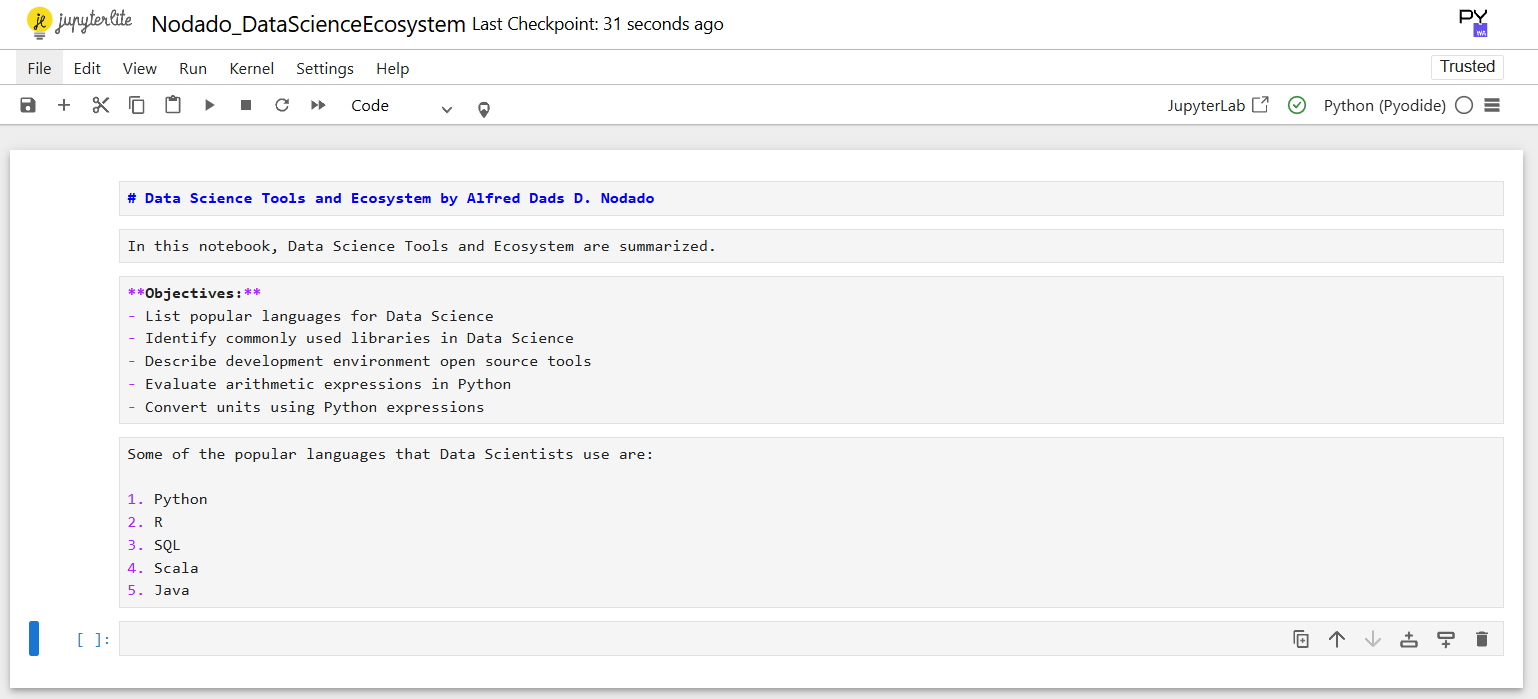 jupyterlite Nodado_DataScienceEcosystem Last Checkpoint: 31 seconds ago
PY
WA
File Edit View Run Kernel Settings Help
Trusted
Code
JupyterLab Python (Pyodide)
# Data Science Tools and Ecosystem by Alfred Dads D. Nodado
In this notebook, Data Science Tools and Ecosystem are summarized.
**Objectives:**
- List popular languages for Data Science
- Identify commonly used libraries in Data Science
- Describe development environment open source tools
- Evaluate arithmetic expressions in Python
- Convert units using Python expressions
Some of the popular languages that Data Scientists use are:
1. Python
2. R
3. SQL
4. Scala
5. Java
[ ]: